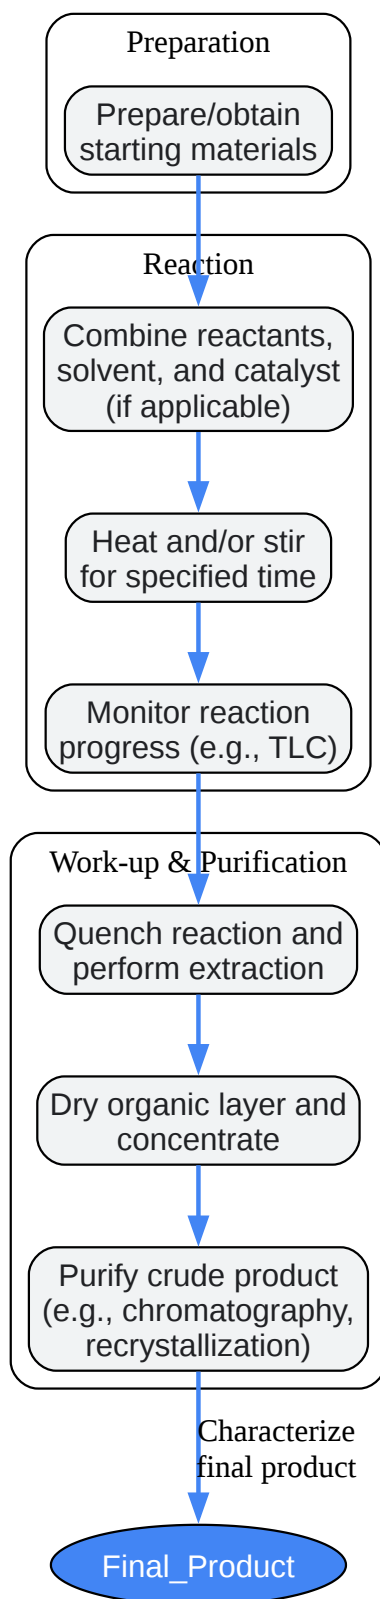 Preparation
Prepare/obtain
starting materials
Reaction
Combine reactants,
solvent, and catalyst
(if applicable)
Heat and/or stir
for specified time
Monitor reaction
progress (e.g., TLC)
Work-up & Purification
Quench reaction and
perform extraction
Dry organic layer and
concentrate
Purify crude product
(e.g., chromatography,
recrystallization)
Characterize
final product
Final_Product